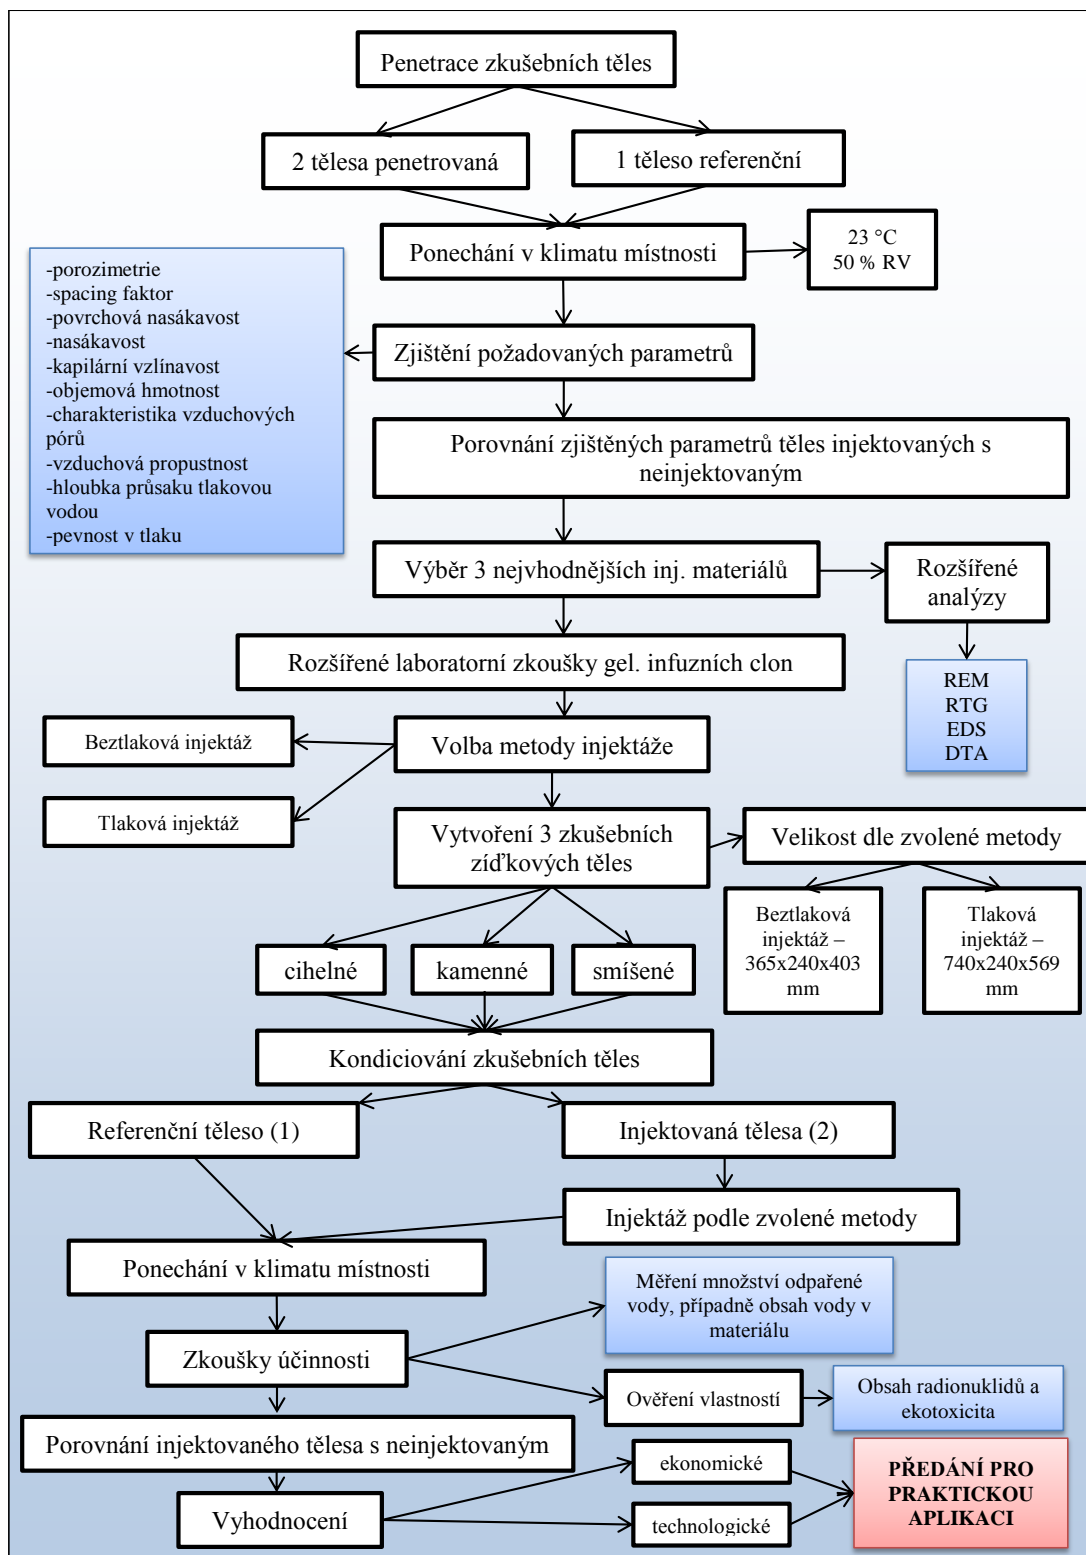 Penetrace zkušebních těles
2 tělesa penetrovaná
1 těleso referenční
Ponechání v klimatu místnosti
23 °C
50 % RV
-porozimetrie
-spacing faktor
-povrchová nasákavost
-nasákavost
-kapilární vzlínavost
-objemová hmotnost
-charakteristika vzduchových
pórů
-vzduchová propustnost
-hloubka průsaku tlakovou
vodou
-pevnost v tlaku
Zjištění požadovaných parametrů
Porovnání zjištěných parametrů těles injektovaných s
neinjektovaným
Výběr 3 nejvhodnějších inj. materiálů
Rozšířené
analýzy
Rozšířené laboratorní zkoušky gel. infuzních clon
REM
RTG
EDS
DTA
Beztlaková injektáž
Volba metody injektáže
Tlaková injektáž
Vytvoření 3 zkušebních
zíďkových těles
Velikost dle zvolené metody
Beztlaková
injektáž –
365x240x403
mm
Tlaková
injektáž –
740x240x569
mm
cihelné
kamenné
smíšené
Kondiciování zkušebních těles
Referenční těleso (1)
Injektovaná tělesa (2)
Injektáž podle zvolené metody
Ponechání v klimatu místnosti
Měření množství odpařené
vody, případně obsah vody v
materiálu
Zkoušky účinnosti
Ověření vlastností
Obsah radionuklidů a
ekotoxicita
Porovnání injektovaného tělesa s neinjektovaným
ekonomické
Vyhodnocení
technologické
PŘEDÁNÍ PRO
PRAKTICKOU
APLIKACI